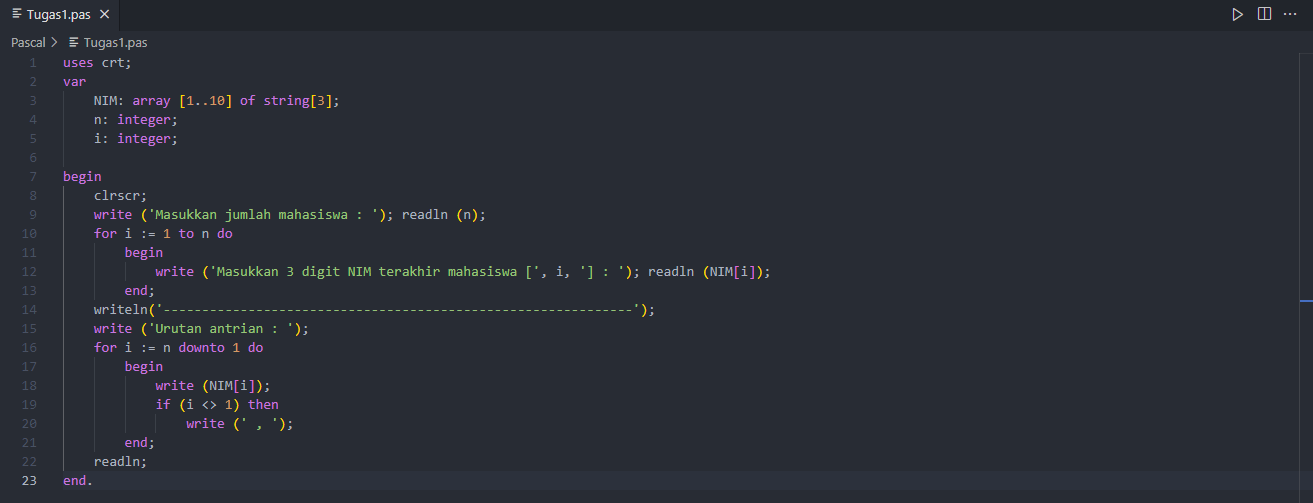 Tugas1.pas
Pascal > Tugas1.pas
1 uses crt;
2 var
3     NIM: array [1..10] of string[3];
4     n: integer;
5     i: integer;
6
7 begin
8     clrscr;
9     write ('Masukkan jumlah mahasiswa : '); readln (n);
10     for i := 1 to n do
11         begin
12             write ('Masukkan 3 digit NIM terakhir mahasiswa [', i, '] : '); readln (NIM[i]);
13         end;
14     writeln('-------------------------------------------------------------');
15     write ('Urutan antrian : ');
16     for i := n downto 1 do
17         begin
18             write (NIM[i]);
19             if (i <> 1) then
20                 write (' , ');
21         end;
22     readln;
23 end.